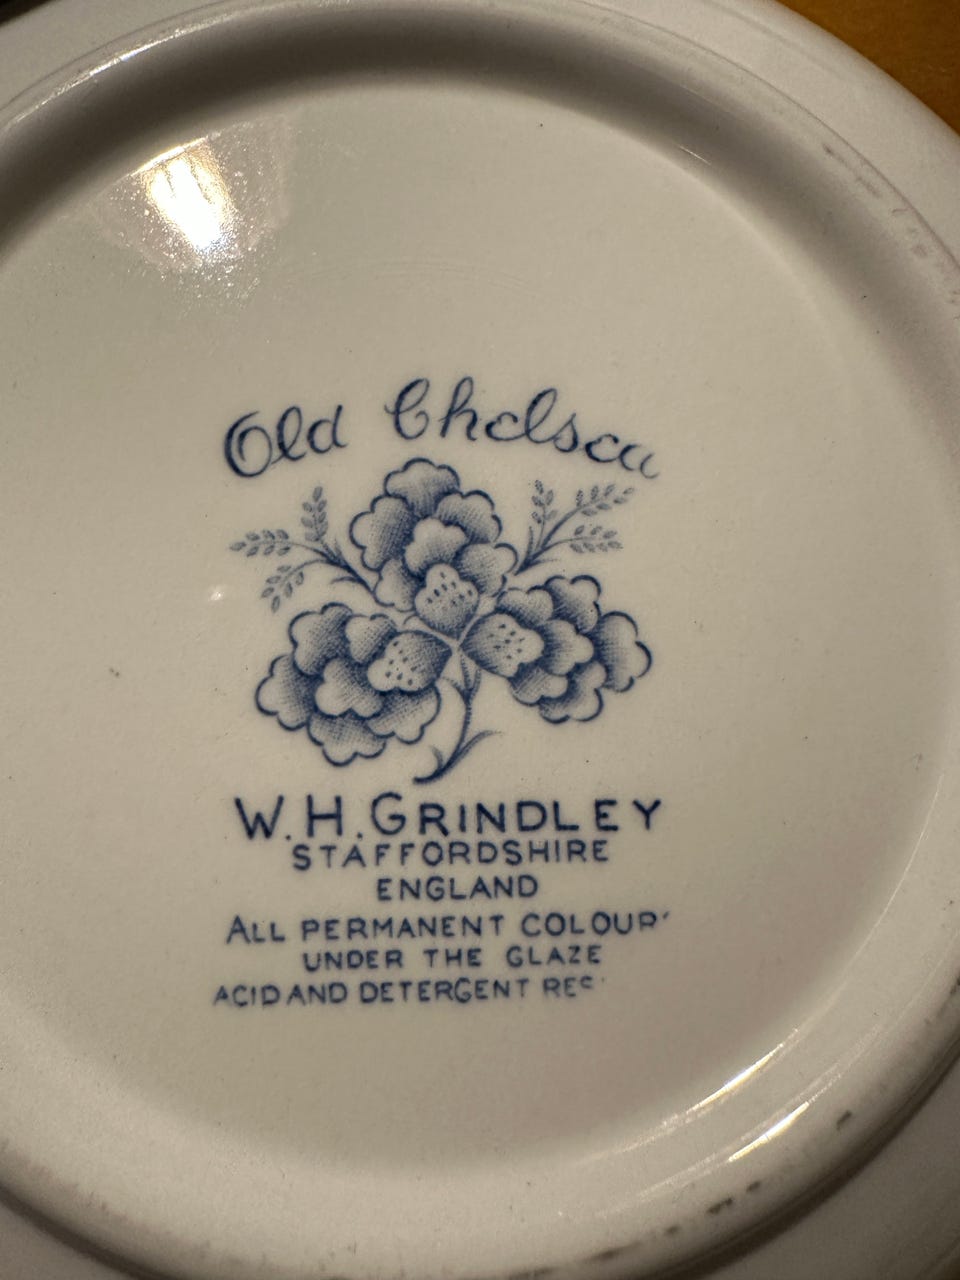 Old Chelsea
W.H.GRINDLEY
STAFFORDSHIRE
ENGLAND
ALL PERMANENT COLOUR
UNDER THE GLAZE
ACID AND DETERGENT